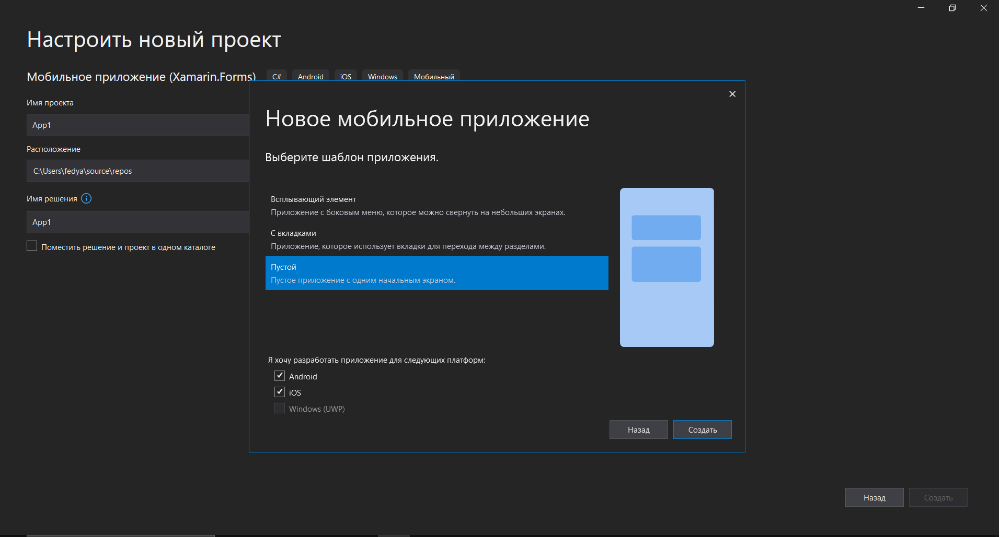 Настроить новый проект
Мобильное приложение (Xamarin.Forms) C# Android iOS Windows Мобильный
Имя проекта
App1
Расположение
C:\Users\fedya\source\repos
Имя решения
App1
Поместить решение и проект в одном каталоге
Новое мобильное приложение
Выберите шаблон приложения.
Всплывающий элемент
Приложение с боковым меню, которое можно свернуть на небольших экранах.
С вкладками
Приложение, которое использует вкладки для перехода между разделами.
Пустой
Пустое приложение с одним начальным экраном.
Я хочу разработать приложение для следующих платформ:
Android
iOS
Windows (UWP)
Назад Создать
Назад Создать